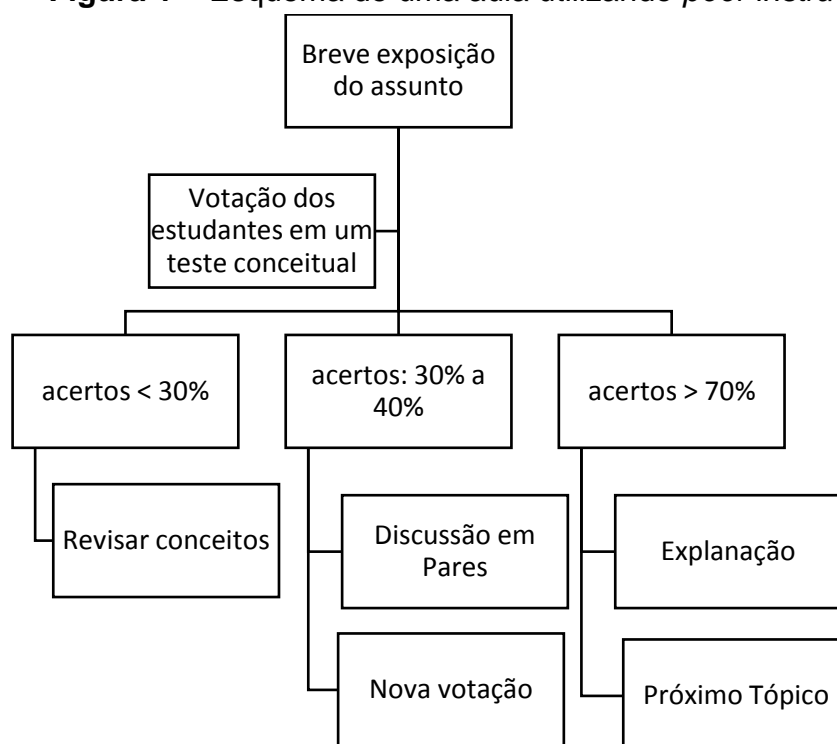 Breve exposição
do assunto
Votação dos
estudantes em um
teste conceitual
acertos < 30%
acertos: 30% a
40%
acertos > 70%
Revisar conceitos
Discussão em
Pares
Explanação
Nova votação
Próximo Tópico